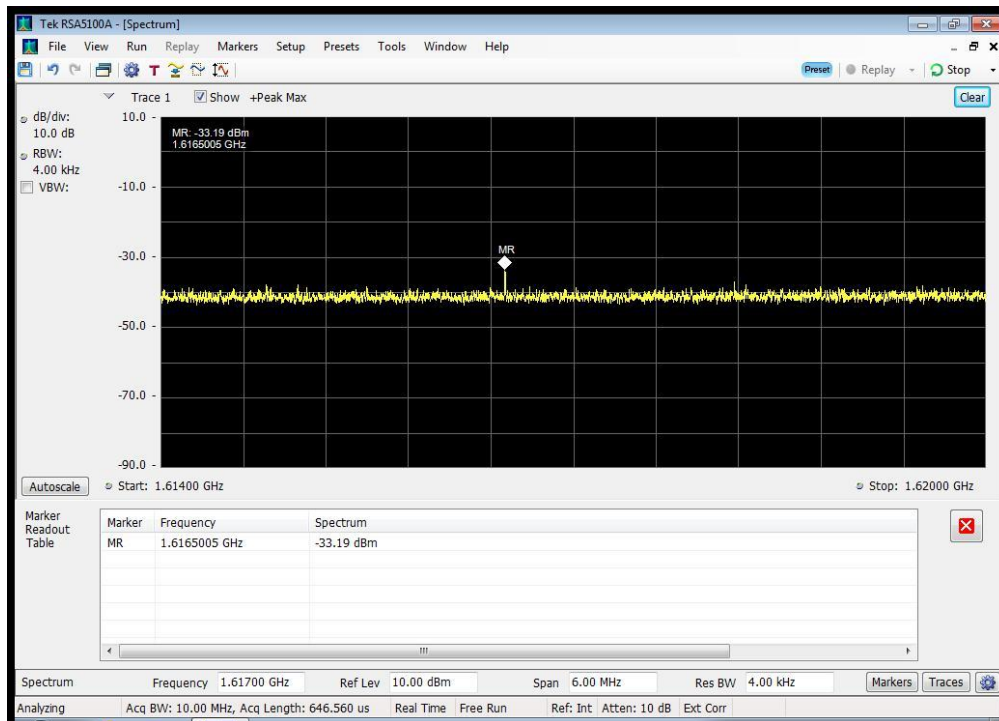 Tek RSA5100A - [Spectrum]
File View Run Replay Markers Setup Presets Tools Window Help
T Preset Replay Stop
Trace 1 Show +Peak Max Clear
dB/div:
10.0 dB
RBW:
4.00 kHz
VBW:
10.0
-10.0
-30.0
-50.0
-70.0
-90.0
MR: -33.19 dBm
1.6165005 GHz
MR
Autoscale Start: 1.61400 GHz Stop: 1.62000 GHz
Marker
Readout
Table
Marker Frequency Spectrum
MR 1.6165005 GHz -33.19 dBm
Spectrum Frequency 1.61700 GHz Ref Lev 10.00 dBm Span 6.00 MHz Res BW 4.00 kHz Markers Traces
Analyzing Acq BW: 10.00 MHz, Acq Length: 646.560 us Real Time Free Run Ref: Int Atten: 10 dB Ext Corr